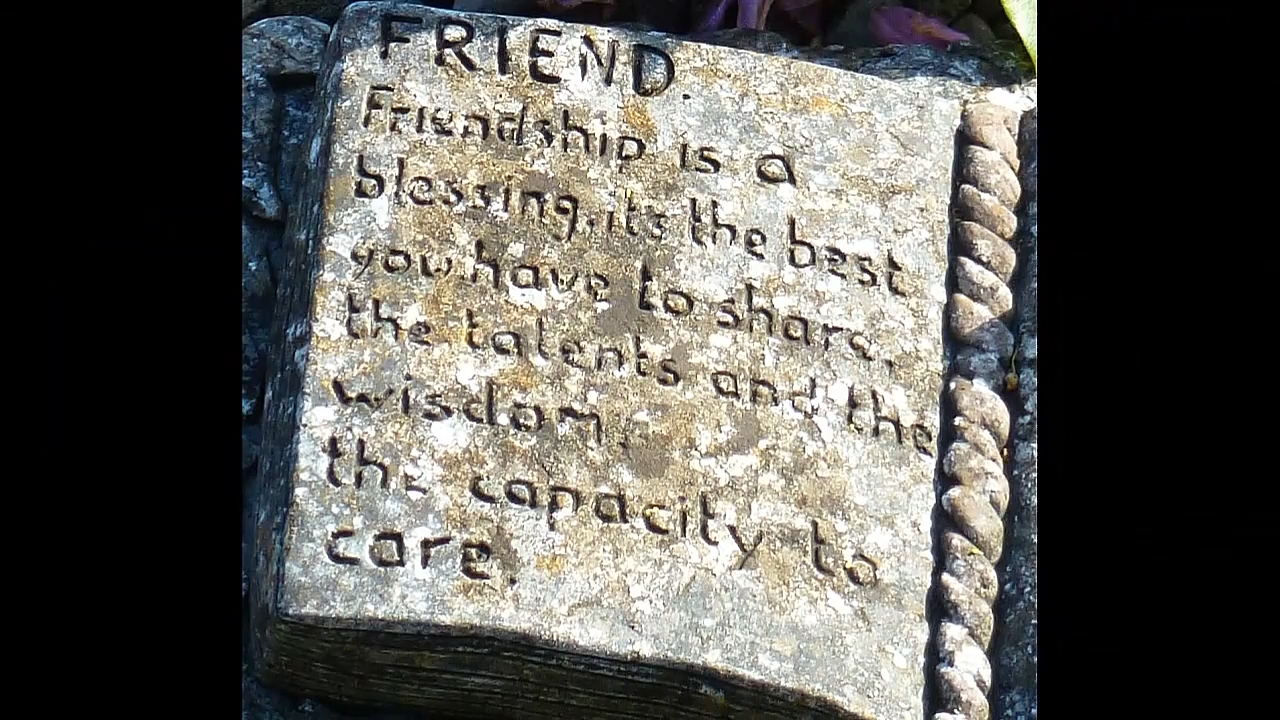 FRIEND.
Friendship is a
blessing, it's the best
you have to share,
the talents and the
wisdom,
the capacity to
care.